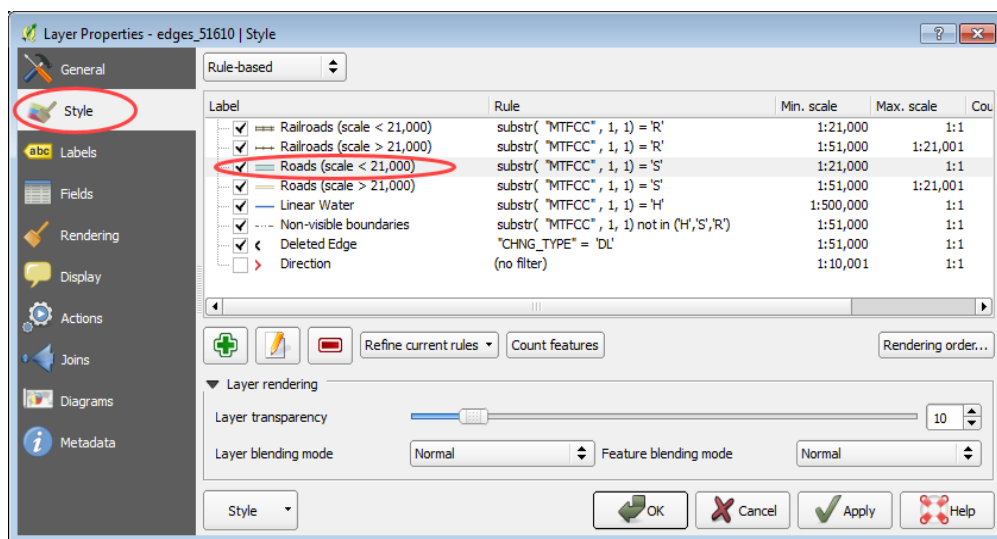 Layer Properties - edges_51610 | Style
General
Rule-based
Style
Label Rule Min. scale Max. scale Cou
Railroads (scale < 21,000) substr( "MTFCC" , 1, 1) = 'R' 1:21,000 1:1
Railroads (scale > 21,000) substr( "MTFCC" , 1, 1) = 'R' 1:51,000 1:21,001
abc Labels
Roads (scale < 21,000) substr( "MTFCC" , 1, 1) = 'S' 1:21,000 1:1
Roads (scale > 21,000) substr( "MTFCC" , 1, 1) = 'S' 1:51,000 1:21,001
Fields
Linear Water substr( "MTFCC" , 1, 1) = 'H' 1:500,000 1:1
Non-visible boundaries substr( "MTFCC" , 1, 1) not in ('H','S','R') 1:51,000 1:1
Rendering
Deleted Edge "CHNG_TYPE" = 'DL' 1:51,000 1:1
Direction (no filter) 1:10,001 1:1
Display
Actions
Refine current rules Count features Rendering order...
Joins
Layer rendering
Diagrams
Layer transparency 10
Metadata
Layer blending mode Normal Feature blending mode Normal
Style OK Cancel Apply Help